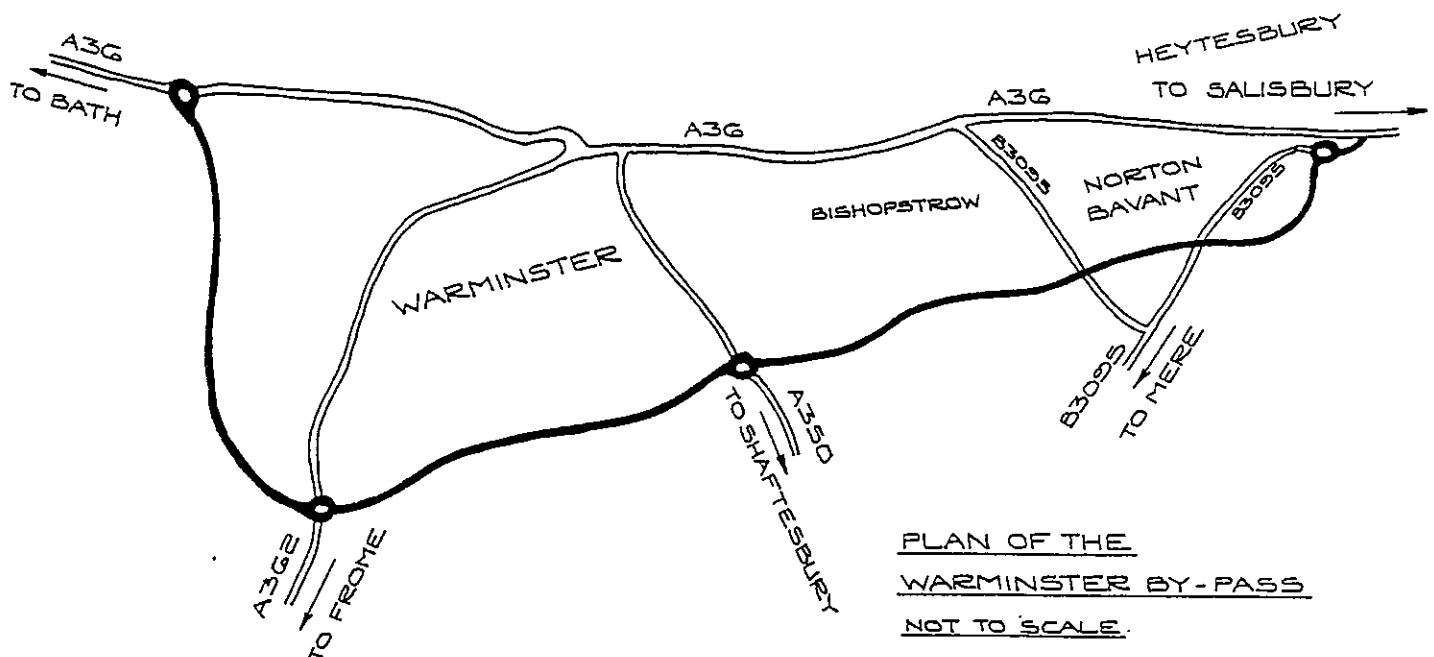 A36
TO BATH
A36
A36
HEYTESBURY
TO SALISBURY
B3095
NORTON
BAVANT
B3095
BISHOPSTROW
WARMINSTER
B3095
TO MERE
A350
TO SHAFTESBURY
A362
TO FROME
PLAN OF THE
WARMINSTER BY-PASS
NOT TO SCALE.